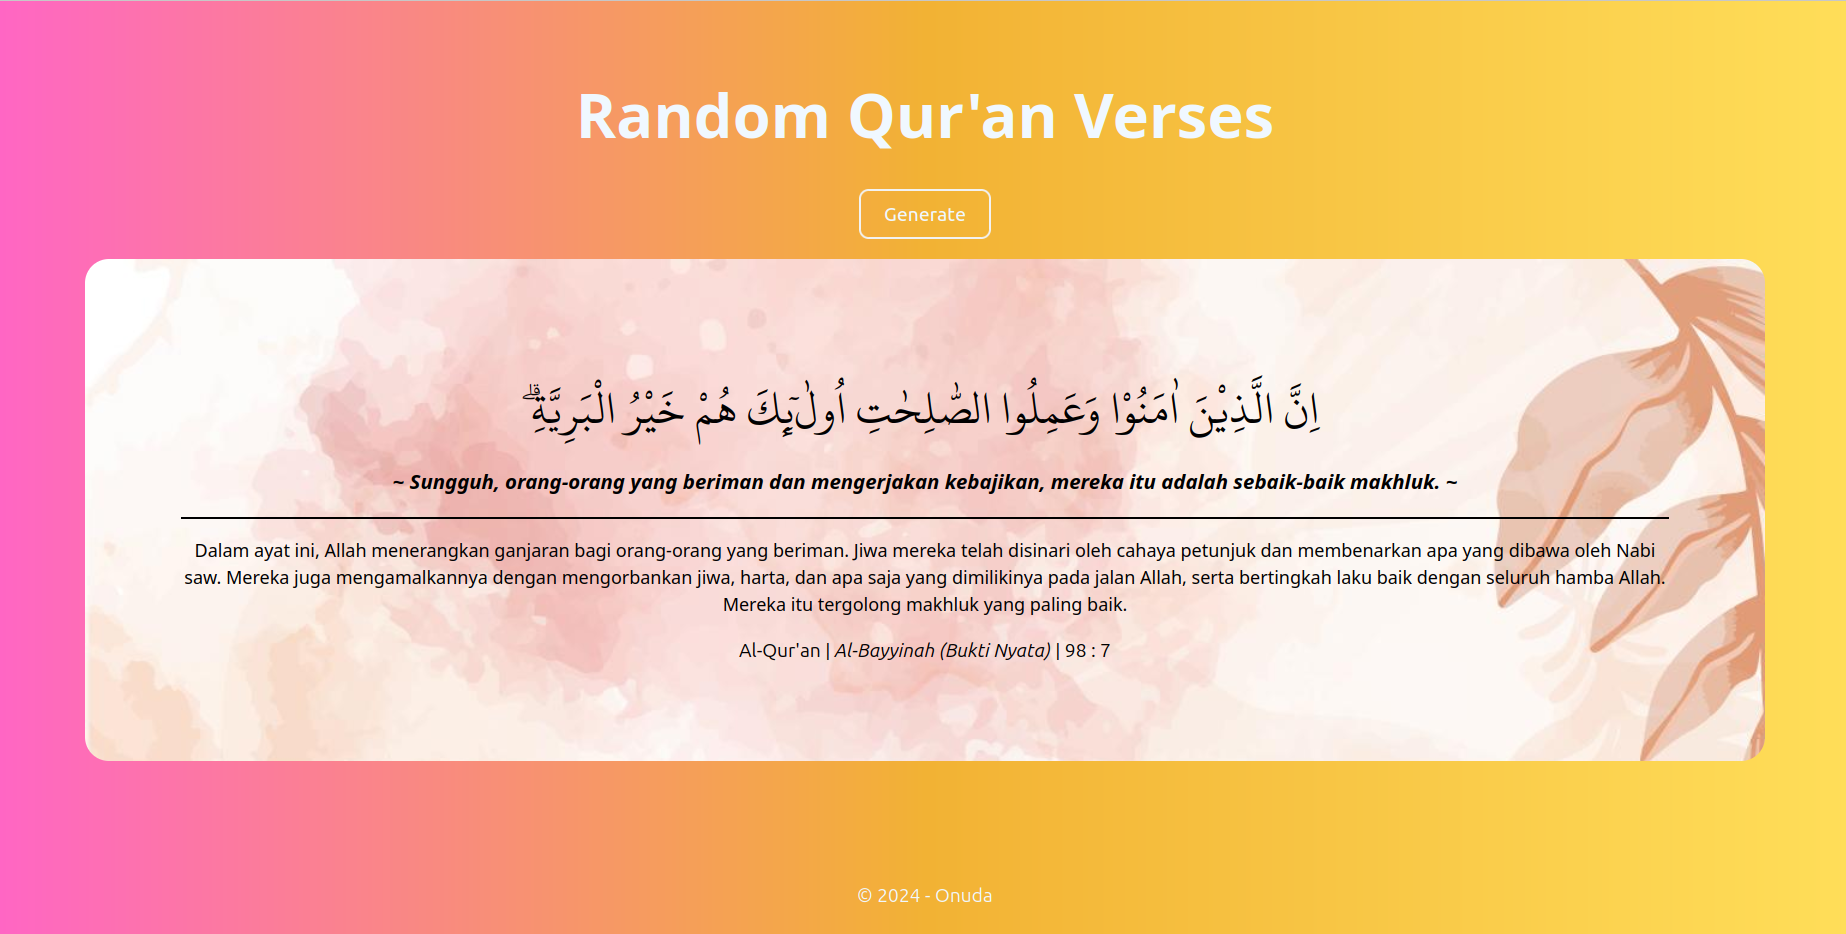 Random Qur'an Verses
Generate
اِنَّ الَّذِيْنَ اٰمَنُوْا وَعَمِلُوا الصّٰلِحٰتِ اُولٰۤىِٕكَ هُمْ خَيْرُ الْبَرِيَّةِۗ
~ Sungguh, orang-orang yang beriman dan mengerjakan kebajikan, mereka itu adalah sebaik-baik makhluk. ~
Dalam ayat ini, Allah menerangkan ganjaran bagi orang-orang yang beriman. Jiwa mereka telah disinari oleh cahaya petunjuk dan membenarkan apa yang dibawa oleh Nabi
saw. Mereka juga mengamalkannya dengan mengorbankan jiwa, harta, dan apa saja yang dimilikinya pada jalan Allah, serta bertingkah laku baik dengan seluruh hamba Allah.
Mereka itu tergolong makhluk yang paling baik.
Al-Qur'an | Al-Bayyinah (Bukti Nyata) | 98 : 7
© 2024 - Onuda